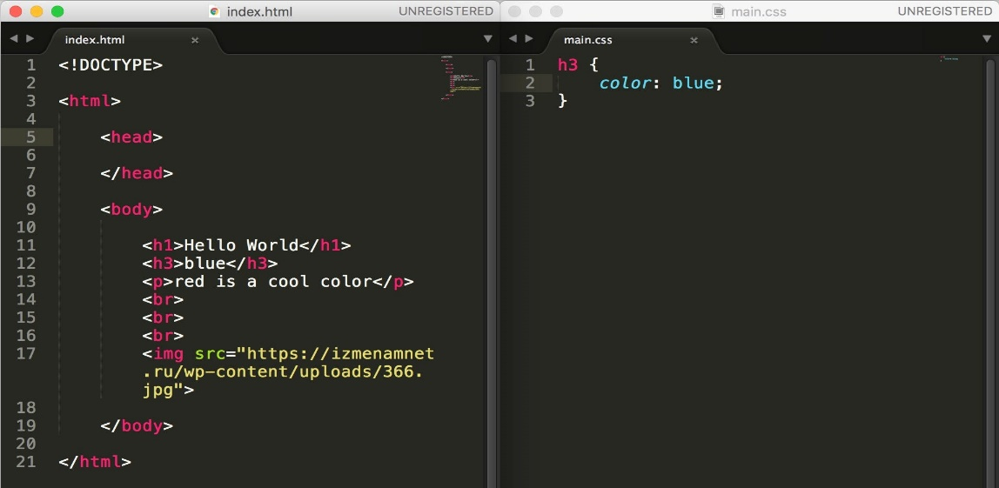 index.html
UNREGISTERED
index.html
1 <!DOCTYPE>
2
3 <html>
4
5     <head>
6
7     </head>
8
9     <body>
10
11         <h1>Hello World</h1>
12         <h3>blue</h3>
13         <p>red is a cool color</p>
14         <br>
15         <br>
16         <br>
17         <img src="https://izmenamnet
.ru/wp-content/uploads/366.
jpg">
18
19     </body>
20
21 </html>
main.css
UNREGISTERED
main.css
1 h3 {
2     color: blue;
3 }